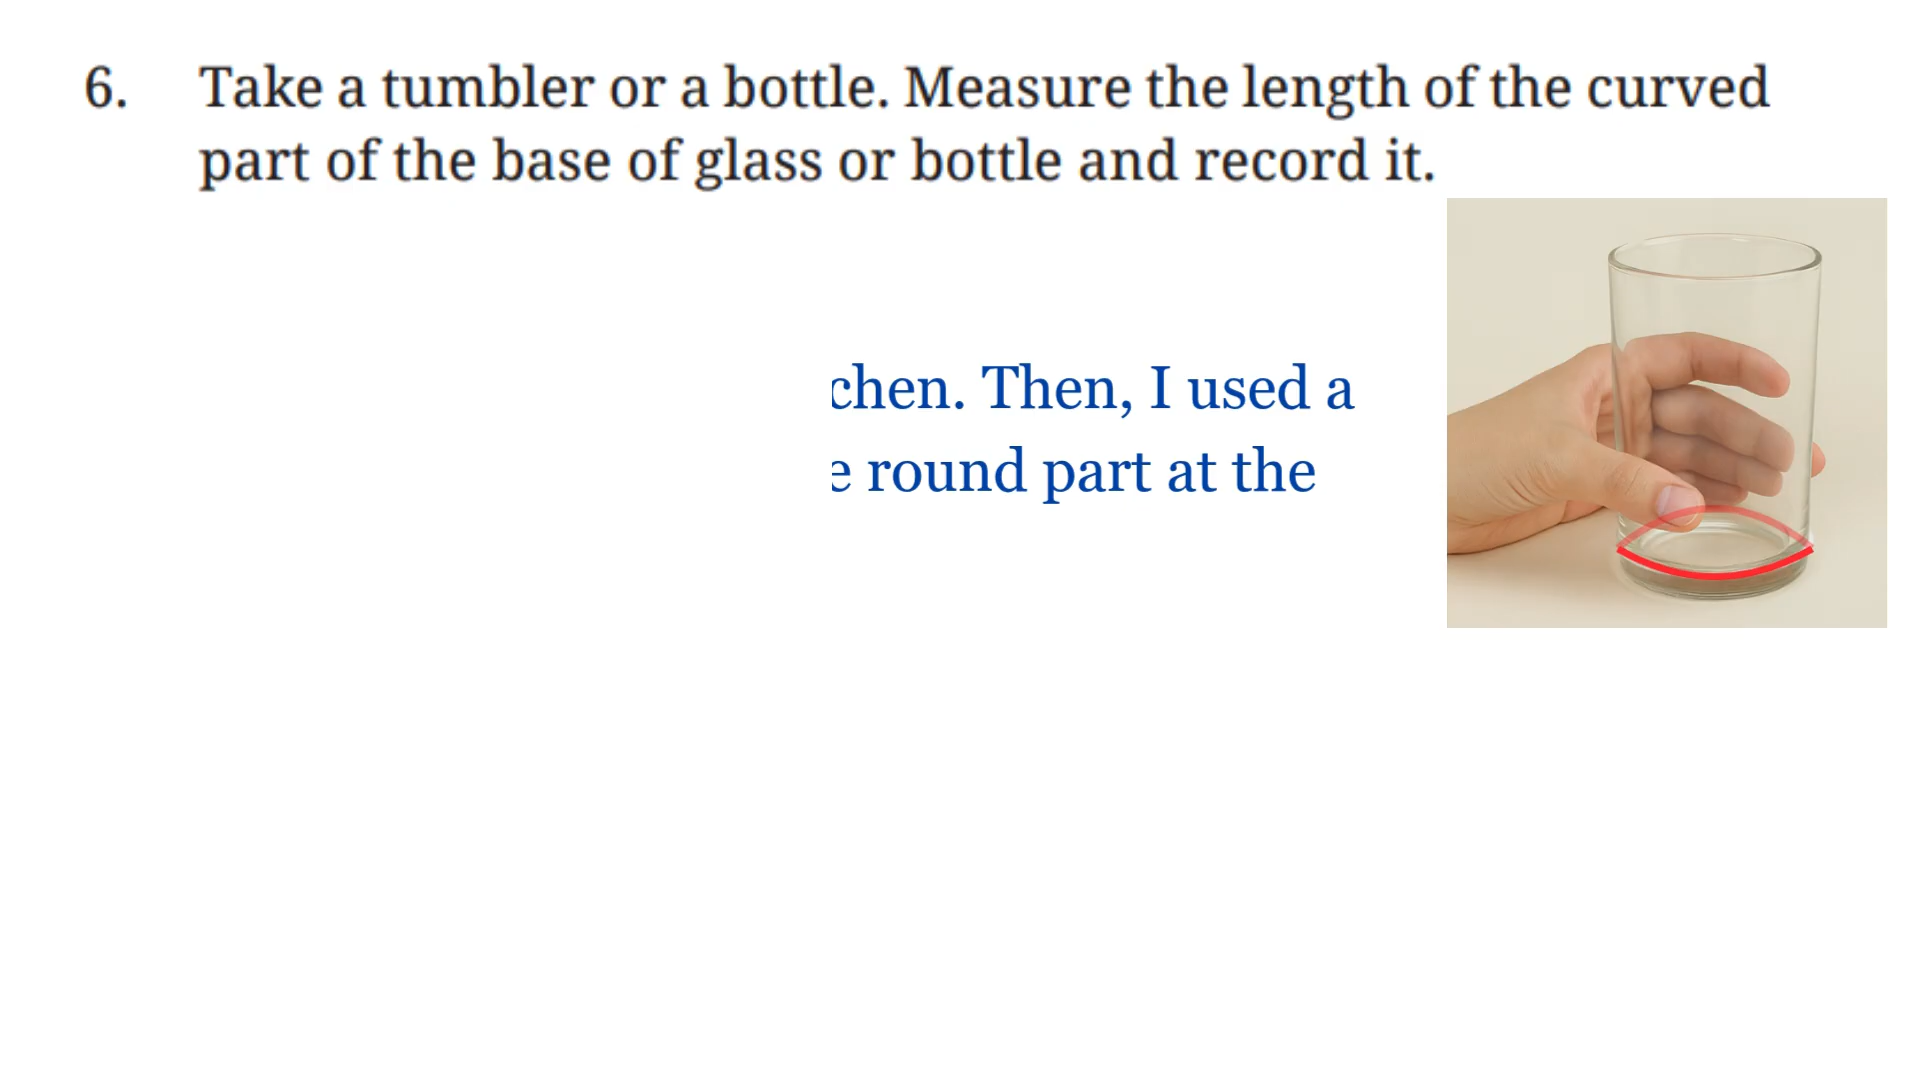 6. Take a tumbler or a bottle. Measure the length of the curved
part of the base of glass or bottle and record it.
chen. Then, I used a
e round part at the